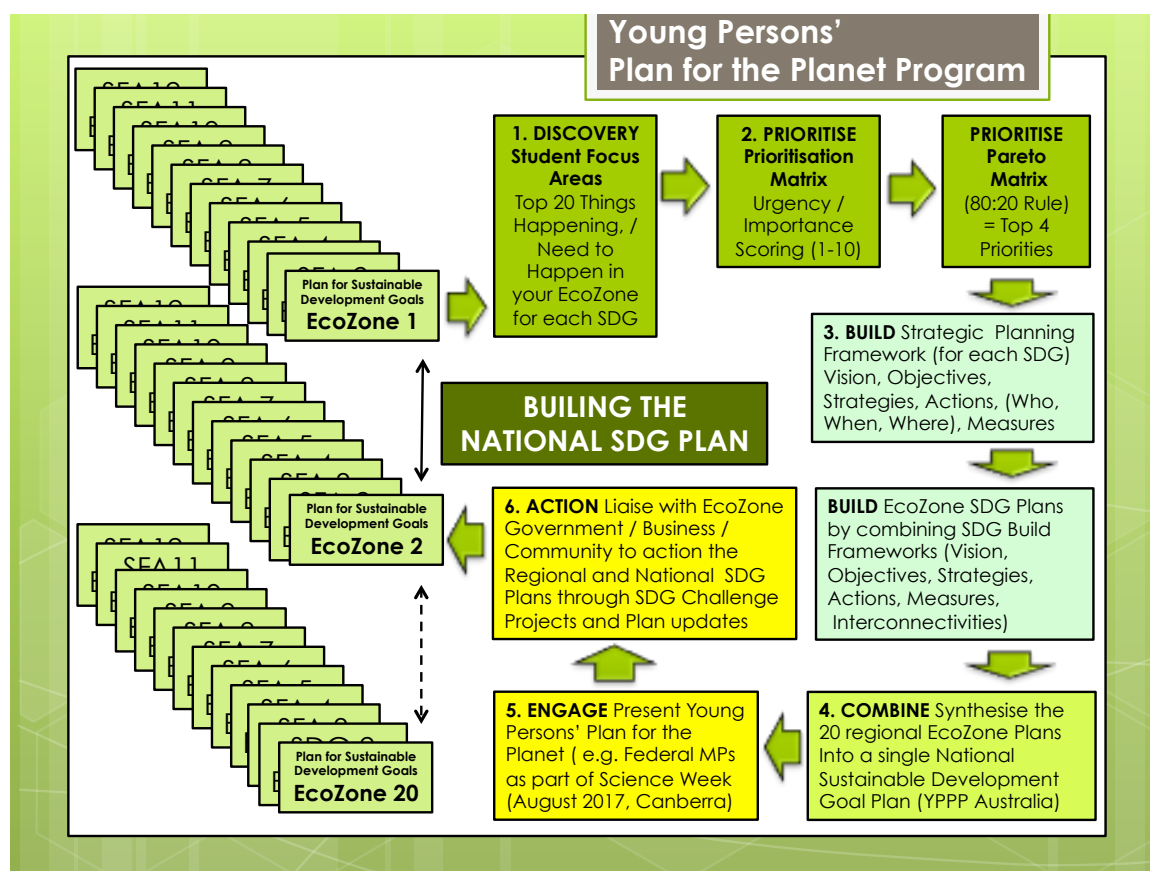 Young Persons’
Plan for the Planet Program
Plan for Sustainable
Development Goals
EcoZone 1
1. DISCOVERY
Student Focus
Areas
Top 20 Things
Happening, /
Need to
Happen in
your EcoZone
for each SDG
2. PRIORITISE
Prioritisation
Matrix
Urgency /
Importance
Scoring (1-10)
PRIORITISE
Pareto
Matrix
(80:20 Rule)
= Top 4
Priorities
3. BUILD Strategic Planning
Framework (for each SDG)
Vision, Objectives,
Strategies, Actions, (Who,
When, Where), Measures
BUILING THE
NATIONAL SDG PLAN
Plan for Sustainable
Development Goals
EcoZone 2
6. ACTION Liaise with EcoZone
Government / Business /
Community to action the
Regional and National SDG
Plans through SDG Challenge
Projects and Plan updates
BUILD EcoZone SDG Plans
by combining SDG Build
Frameworks (Vision,
Objectives, Strategies,
Actions, Measures,
Interconnectivities)
Plan for Sustainable
Development Goals
EcoZone 20
5. ENGAGE Present Young
Persons’ Plan for the
Planet ( e.g. Federal MPs
as part of Science Week
(August 2017, Canberra)
4. COMBINE Synthesise the
20 regional EcoZone Plans
Into a single National
Sustainable Development
Goal Plan (YPPP Australia)